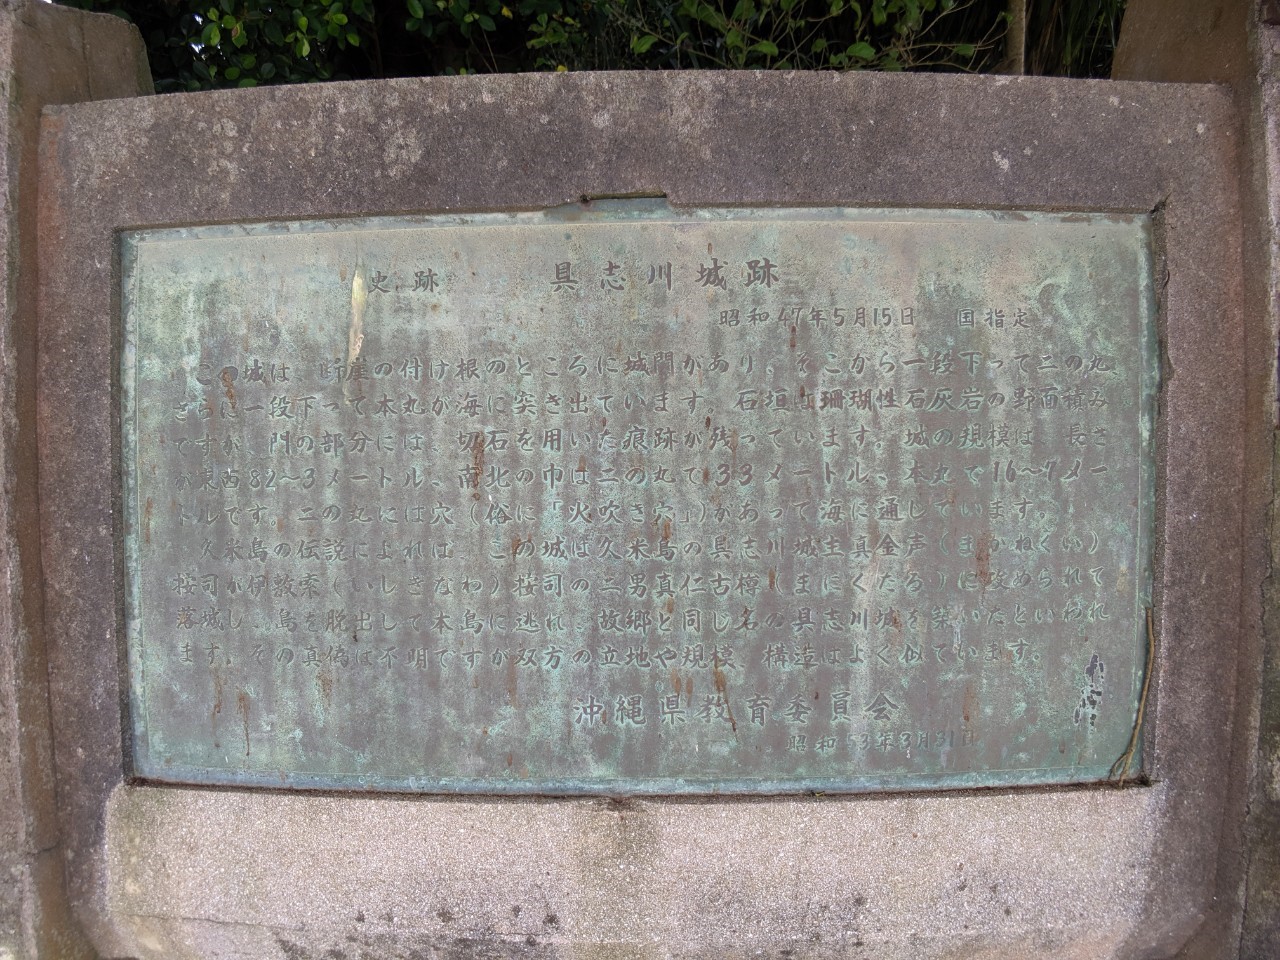 史跡 具志川城跡
昭和47年5月15日 国指定
この城は、断崖の付け根のところに城門があり、そこから一段下って二の丸、
さらに一段下って本丸が海に突き出ています。石垣は珊瑚性石灰岩の野面積み
ですが、門の部分には、切石を用いた痕跡が残っています。城の規模は、長さ
が東西82〜3メートル、南北の巾は二の丸で33メートル、本丸で16〜7メー
トルです。二の丸には穴(俗に「火吹き穴」)があって海に通しています。
久米島の伝説によれば、この城は久米島の具志川城主真金声(まかねくい)
按司が伊敷索(いしきなわ)按司の二男真仁古樽(まにくたる)に攻められて
落城し、島を脱出して本島に逃れ、故郷と同じ名の具志川城を築いたといわれ
ます。その真偽は不明ですが双方の立地や規模、構造はよく似ています。
沖縄県教育委員会
昭和53年3月31日